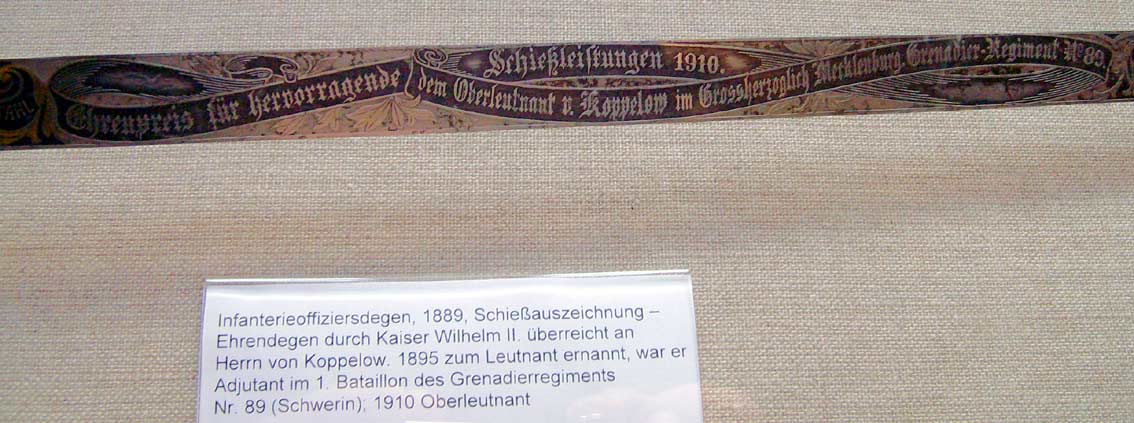 Ehrenpreis für hervorragende
Schießleistungen 1910.
dem Oberleutnant v. Koppelow im Grossherzoglich Mecklenburg. Grenadier-Regiment No 89,
Infanterieoffiziersdegen, 1889, Schießauszeichnung –
Ehrendegen durch Kaiser Wilhelm II. überreicht an
Herrn von Koppelow. 1895 zum Leutnant ernannt, war er
Adjutant im 1. Bataillon des Grenadierregiments
Nr. 89 (Schwerin); 1910 Oberleutnant